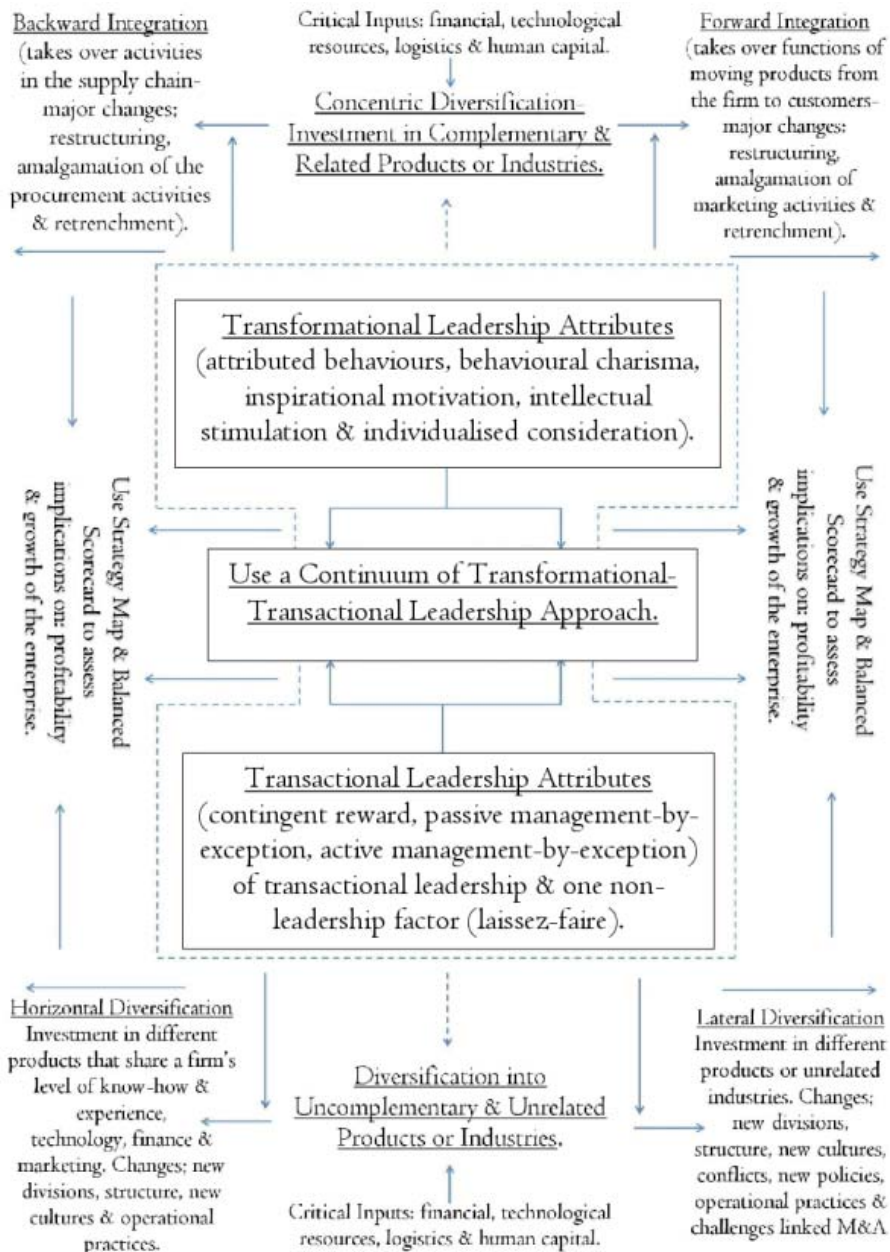 Backward Integration
(takes over activities
in the supply chain-
major changes;
restructuring,
amalgamation of the
procurement activities
& retrenchment).
Critical Inputs: financial, technological
resources, logistics & human capital.
Concentric Diversification-
Investment in Complementary &
Related Products or Industries.
Forward Integration
(takes over functions of
moving products from
the firm to customers-
major changes:
restructuring,
amalgamation of
marketing activities &
retrenchment).
Transformational Leadership Attributes
(attributed behaviours, behavioural charisma,
inspirational motivation, intellectual
stimulation & individualised consideration).
Use Strategy Map & Balanced
Scorecard to assess
implications on: profitability
& growth of the enterprise.
Use a Continuum of Transformational-
Transactional Leadership Approach.
Use Strategy Map & Balanced
Scorecard to assess
implications on: profitability
& growth of the enterprise.
Transactional Leadership Attributes
(contingent reward, passive management-by-
exception, active management-by-exception)
of transactional leadership & one non-
leadership factor (laissez-faire).
Horizontal Diversification
Investment in different
products that share a firm's
level of know-how &
experience,
technology, finance &
marketing. Changes; new
divisions, structure, new
cultures & operational
practices.
Diversification into
Uncomplementary & Unrelated
Products or Industries.
Critical Inputs: financial, technological
resources, logistics & human capital.
Lateral Diversification
Investment in different
products or unrelated
industries. Changes;
new divisions,
structure, new cultures,
conflicts, new policies,
operational practices &
challenges linked M&A